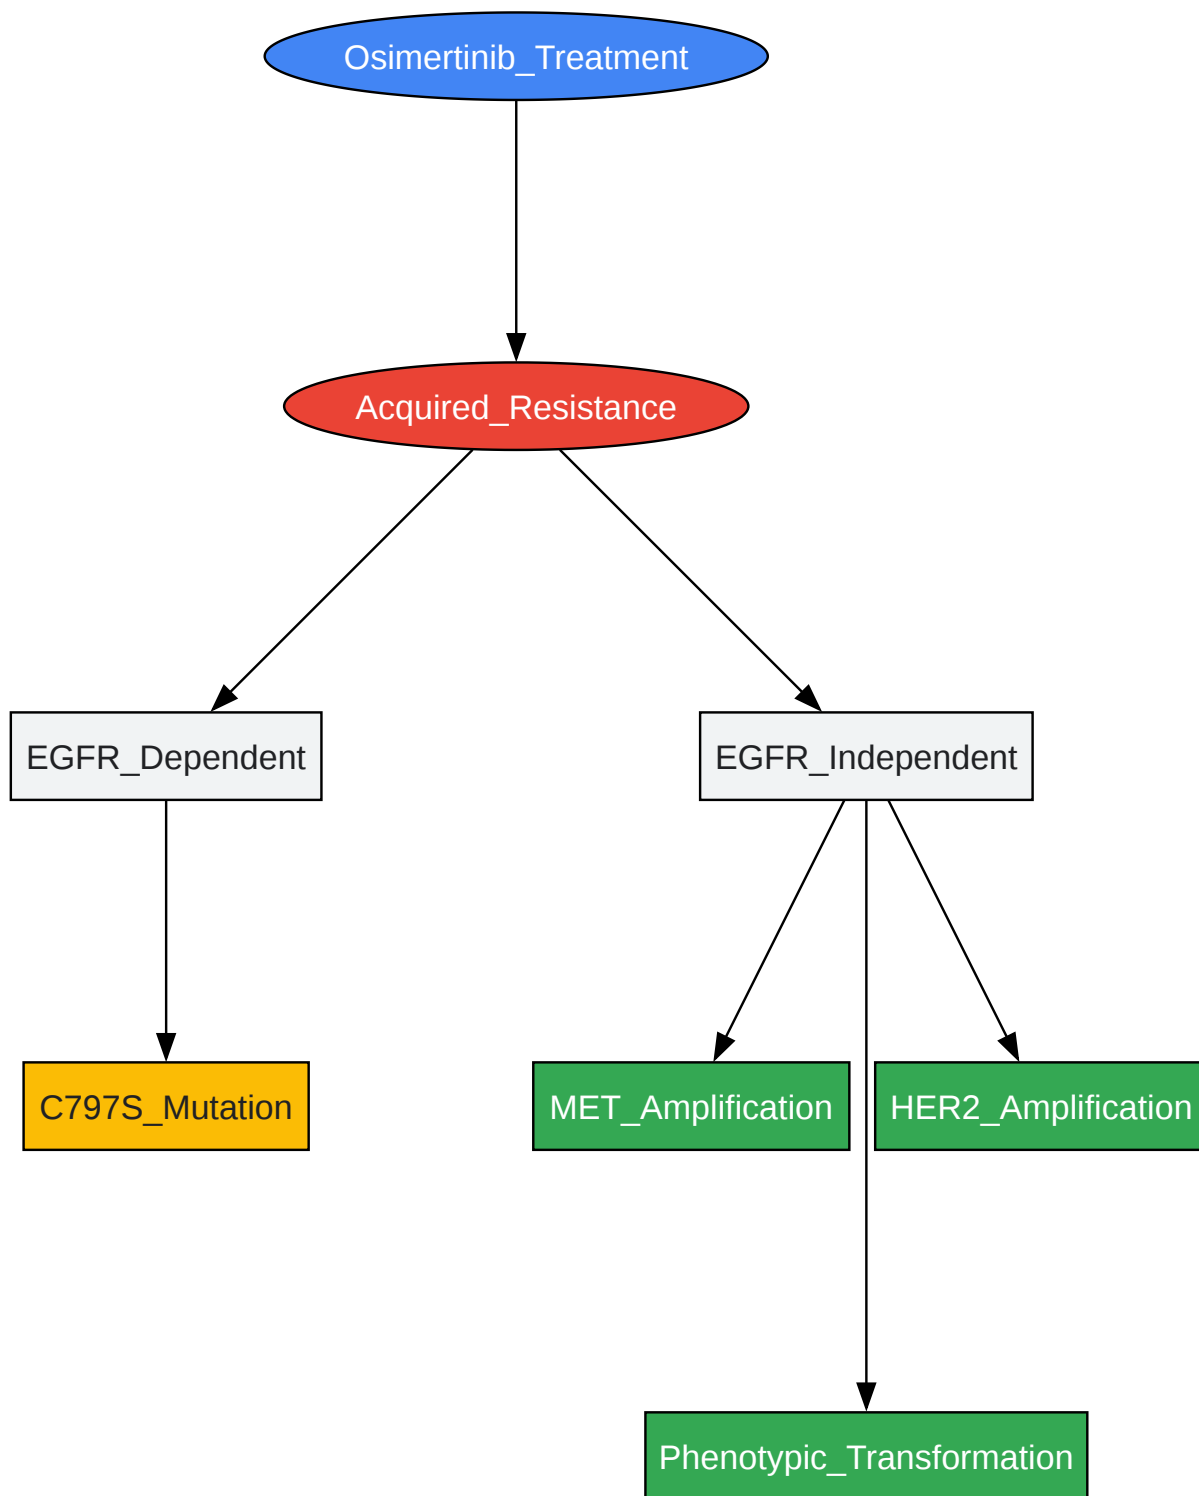 Osimertinib_Treatment
Acquired_Resistance
EGFR_Dependent
EGFR_Independent
C797S_Mutation
MET_Amplification
HER2_Amplification
Phenotypic_Transformation